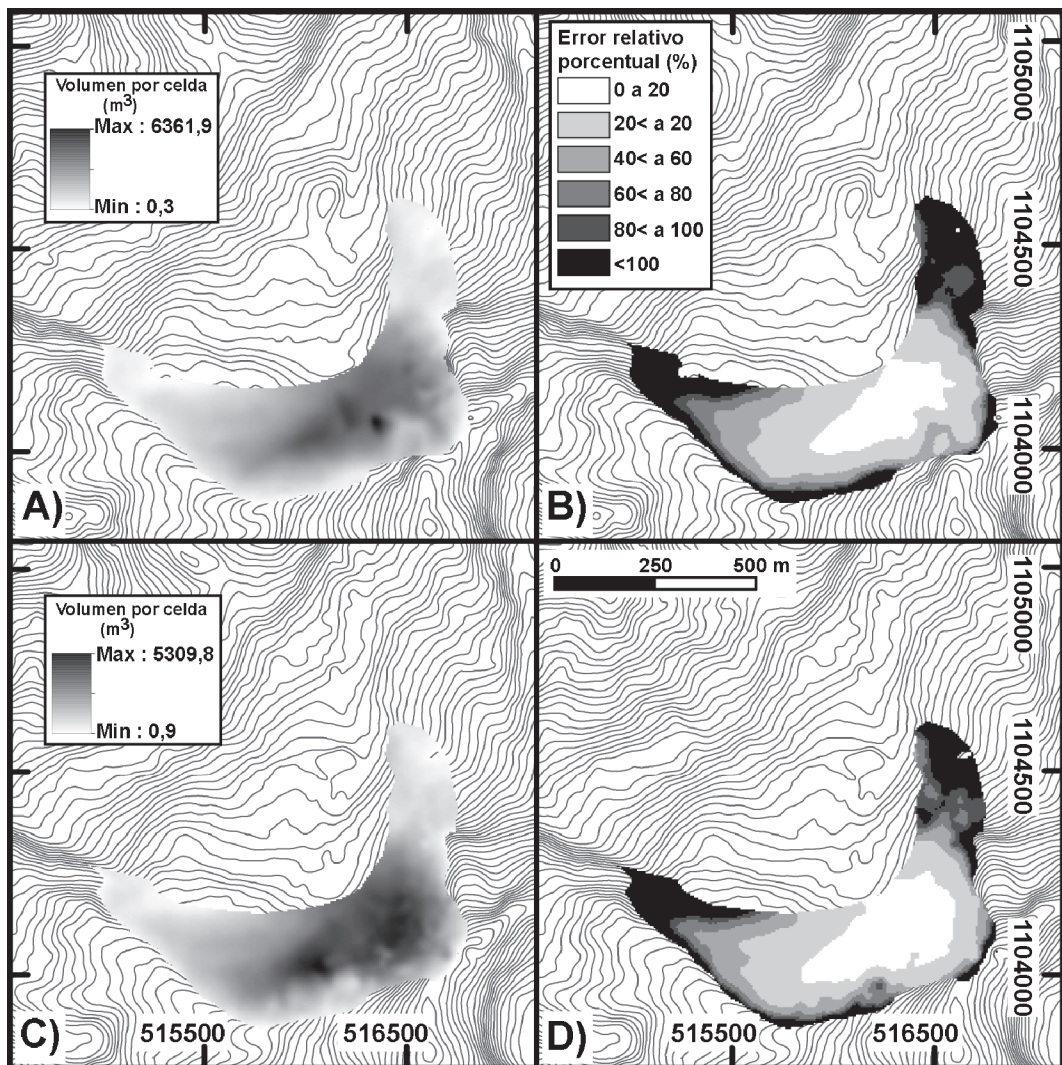 Volumen por celda
(m³)
Max : 6361,9
Min : 0,3
A)
Error relativo
porcentual (%)
0 a 20
20< a 20
40< a 60
60< a 80
80< a 100
<100
1105000
1104500
1104000
B)
Volumen por celda
(m³)
Max : 5309,8
Min : 0,9
C)
515500
516500
0 250 500 m
1105000
1104500
1104000
515500
516500
D)